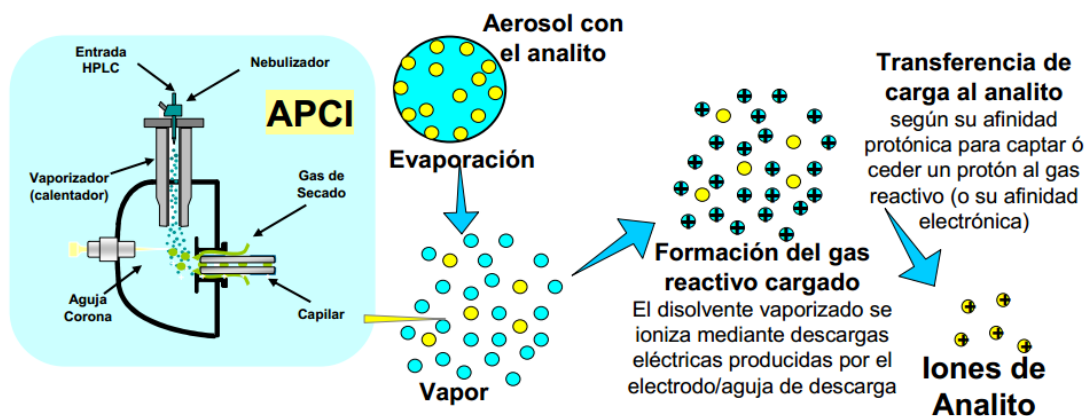 Entrada
HPLC
Nebulizador
APCI
Vaporizador
(calentador)
Gas de
Secado
Aguja
Corona
Capilar
Aerosol con
el analito
Evaporación
Vapor
Formación del gas
reactivo cargado
El disolvente vaporizado se
ioniza mediante descargas
eléctricas producidas por el
electrodo/aguja de descarga
Transferencia de
carga al analito
según su afinidad
protónica para captar ó
ceder un protón al gas
reactivo (o su afinidad
electrónica)
Iones de
Analito